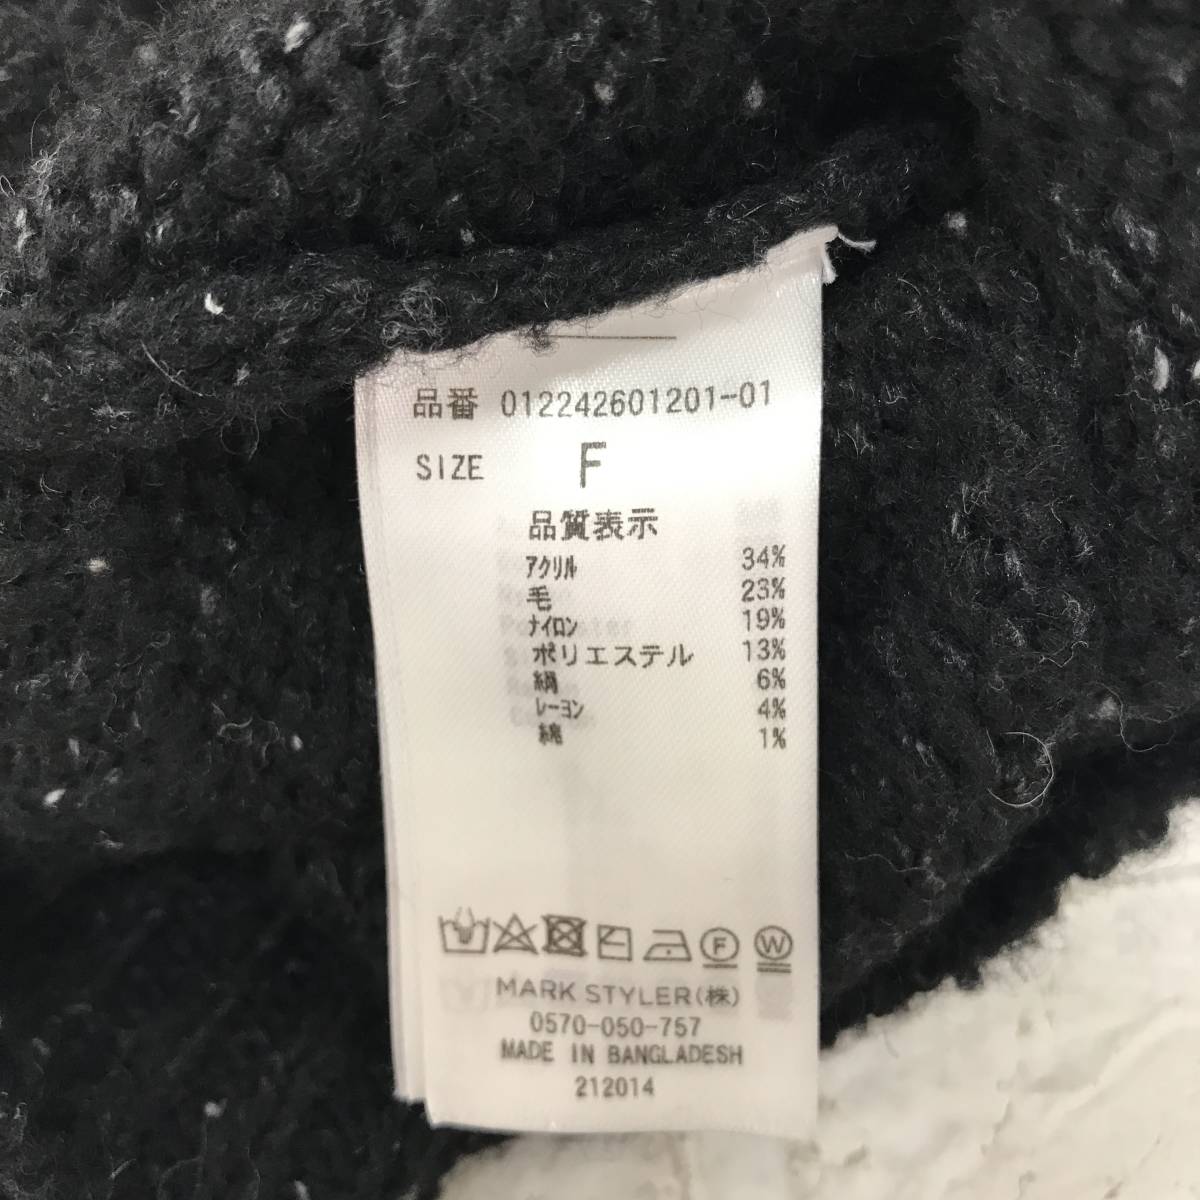 品番 012242601201-01
SIZE F
品質表示
アクリル 34%
毛 23%
ナイロン 19%
ポリエステル 13%
絹 6%
レーヨン 4%
綿 1%
F W
MARK STYLER(株)
0570-050-757
MADE IN BANGLADESH
212014